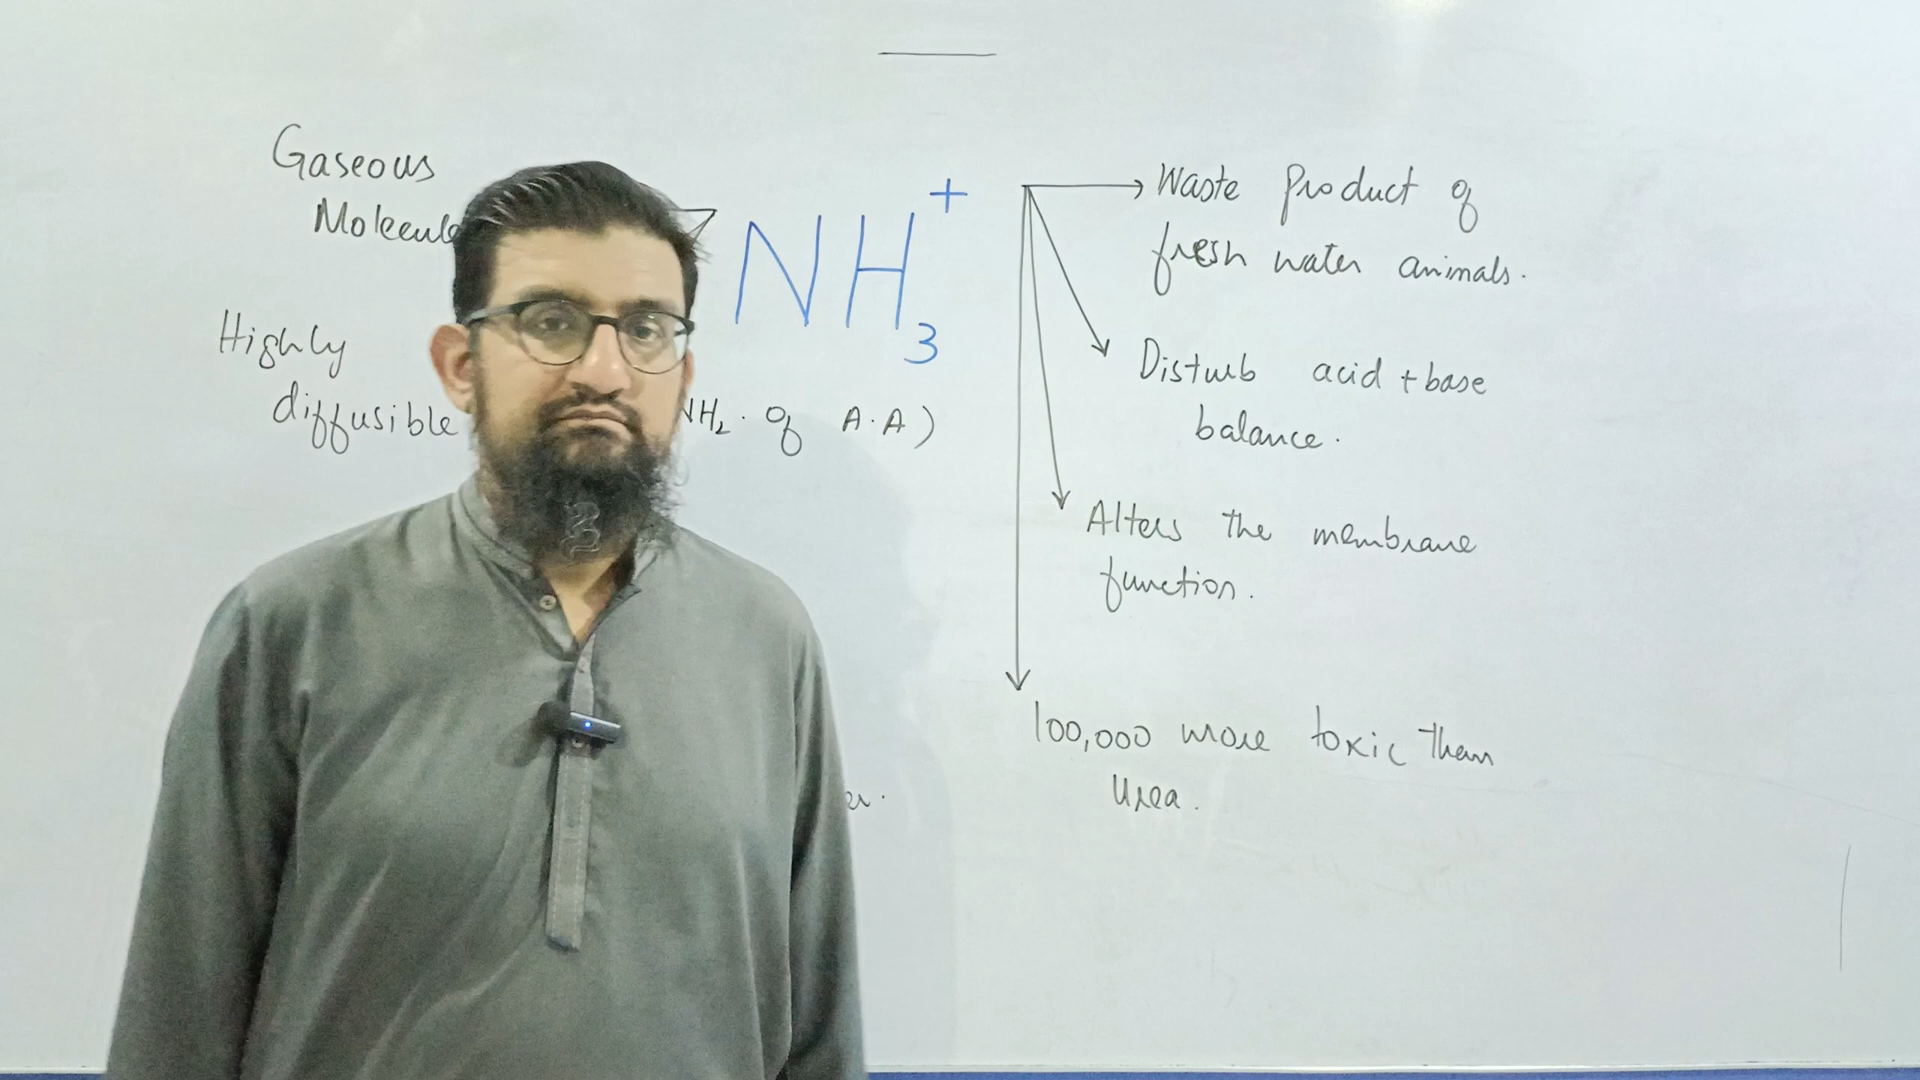 Gaseous
Molecule
Highly
diffusible
NH3+
NH2. of A.A)
Waste Product of
fresh water animals.
Disturb acid + base
balance.
Alters the membrane
function.
100,000 more toxic than
Urea.